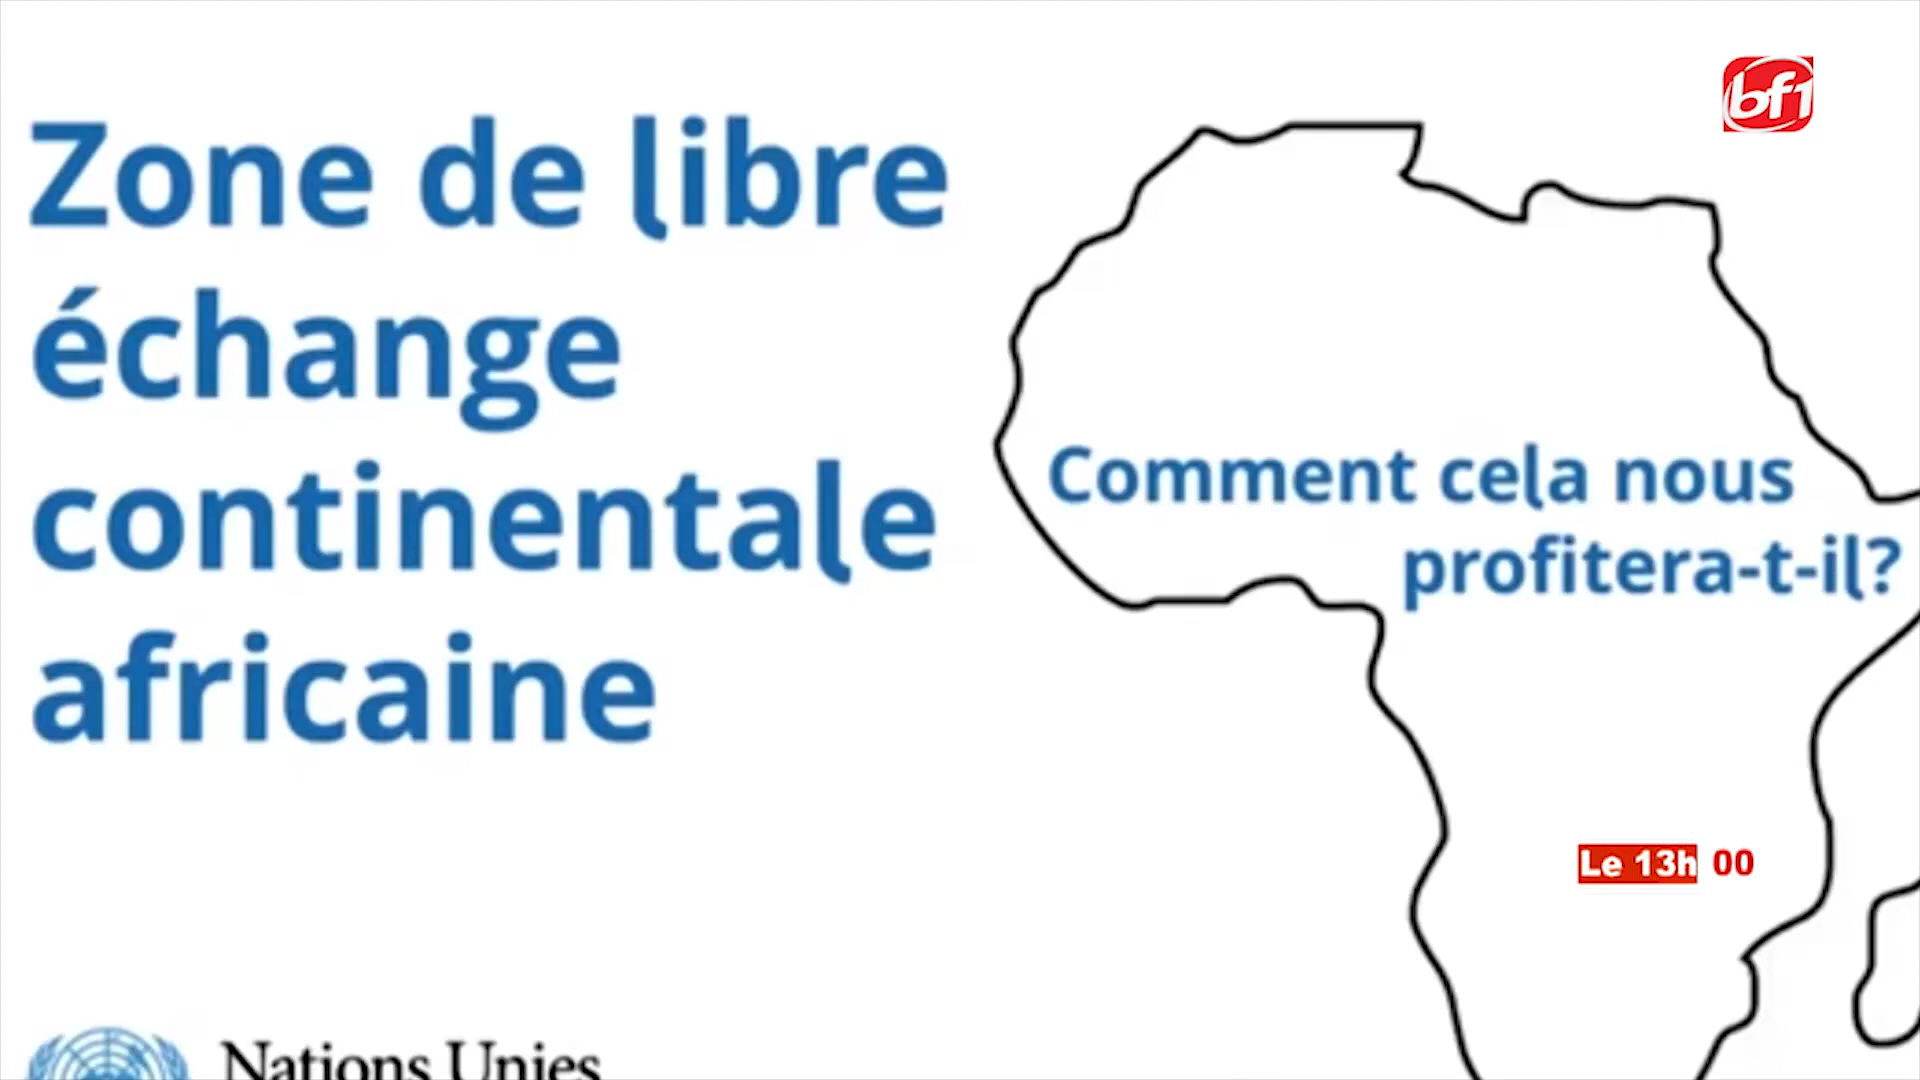 bf1
Zone de libre
échange
continentale
africaine
Comment cela nous
profitera-t-il?
Le 13h 00
Nations Unies